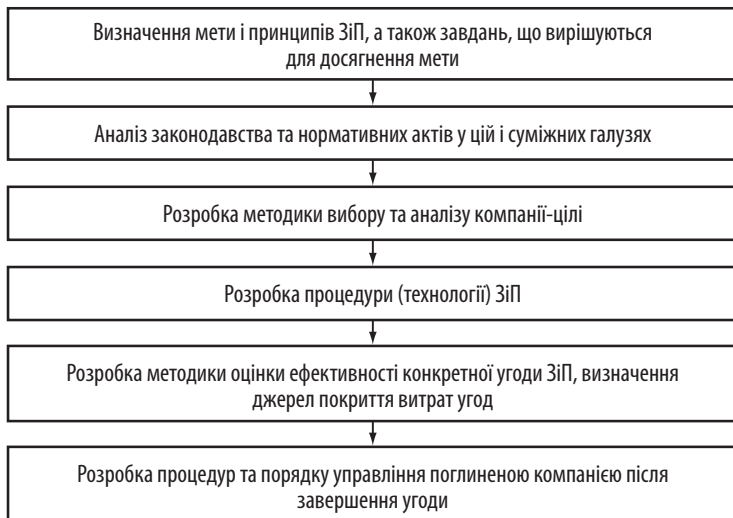 Визначення мети і принципів ЗіП, а також завдань, що вирішуються
для досягнення мети
Аналіз законодавства та нормативних актів у цій і суміжних галузях
Розробка методики вибору та аналізу компанії-цілі
Розробка процедури (технології) ЗіП
Розробка методики оцінки ефективності конкретної угоди ЗіП, визначення
джерел покриття витрат угод
Розробка процедур та порядку управління поглиненою компанією після
завершення угоди